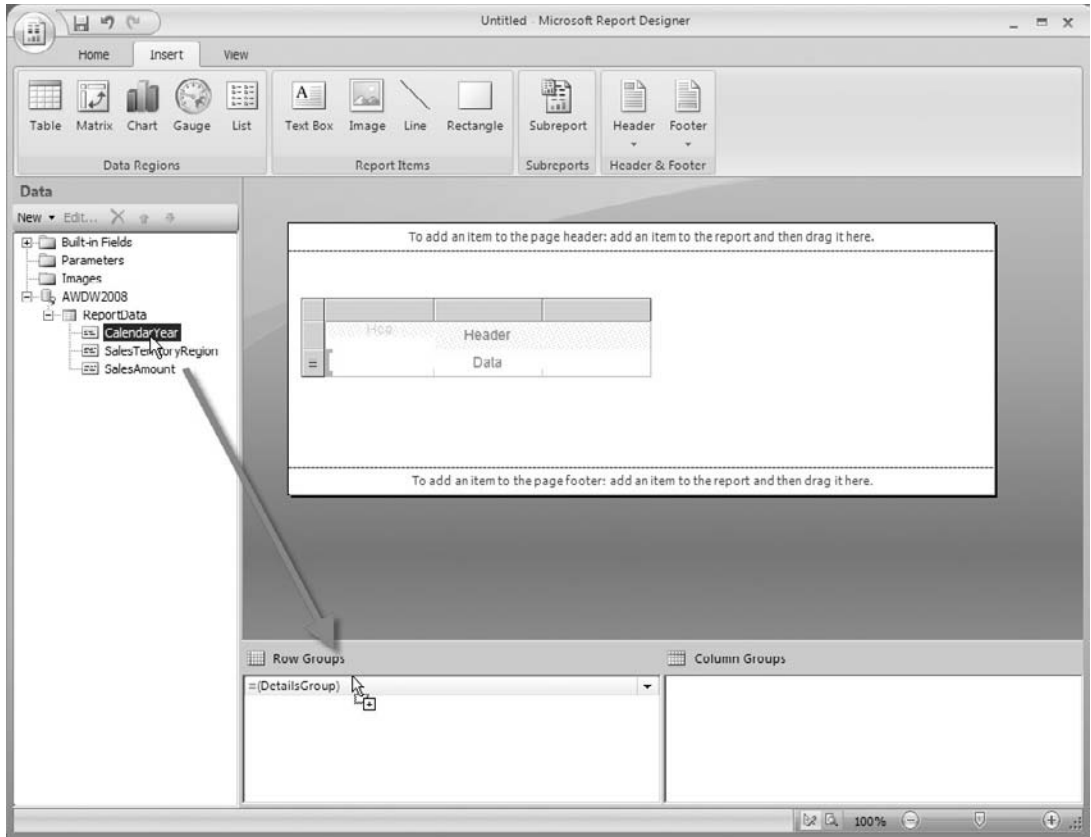 Untitled - Microsoft Report Designer
Home Insert View
Table Matrix Chart Gauge List Text Box Image Line Rectangle Subreport Header Footer
Data Regions Report Items Subreports Header & Footer
Data
New Edit...
Built-in Fields
Parameters
Images
AWDW2008
ReportData
CalendarYear
SalesTerritoryRegion
SalesAmount
To add an item to the page header: add an item to the report and then drag it here.
Header
= Data
To add an item to the page footer: add an item to the report and then drag it here.
Row Groups Column Groups
=(DetailsGroup)
100%